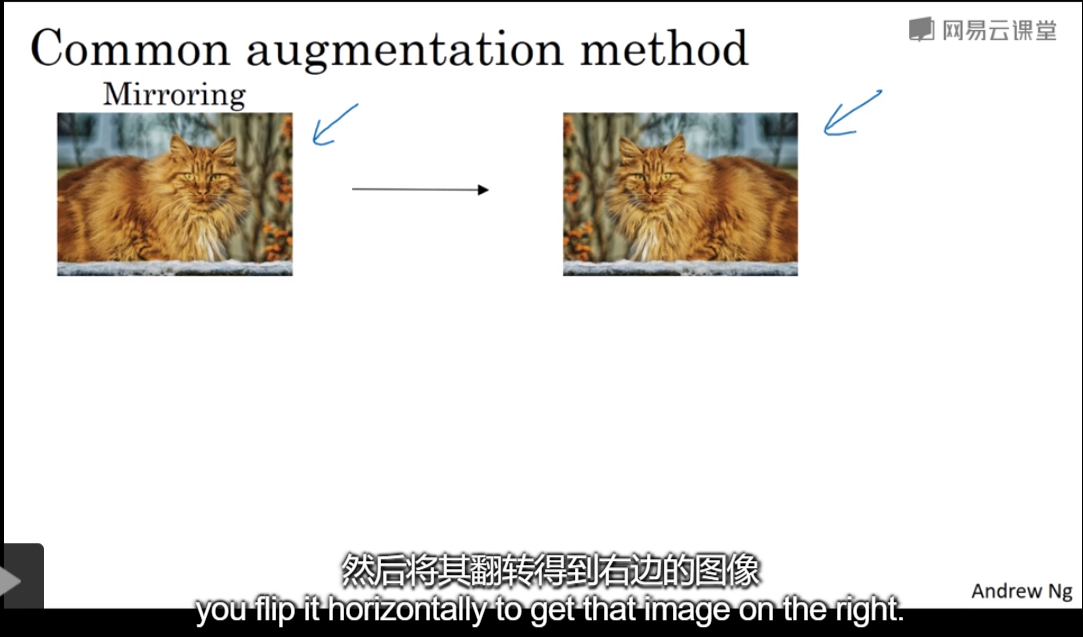 网易云课堂
Common augmentation method
Mirroring
然后将其翻转得到右边的图像
Andrew Ng
you flip it horizontally to get that image on the right.